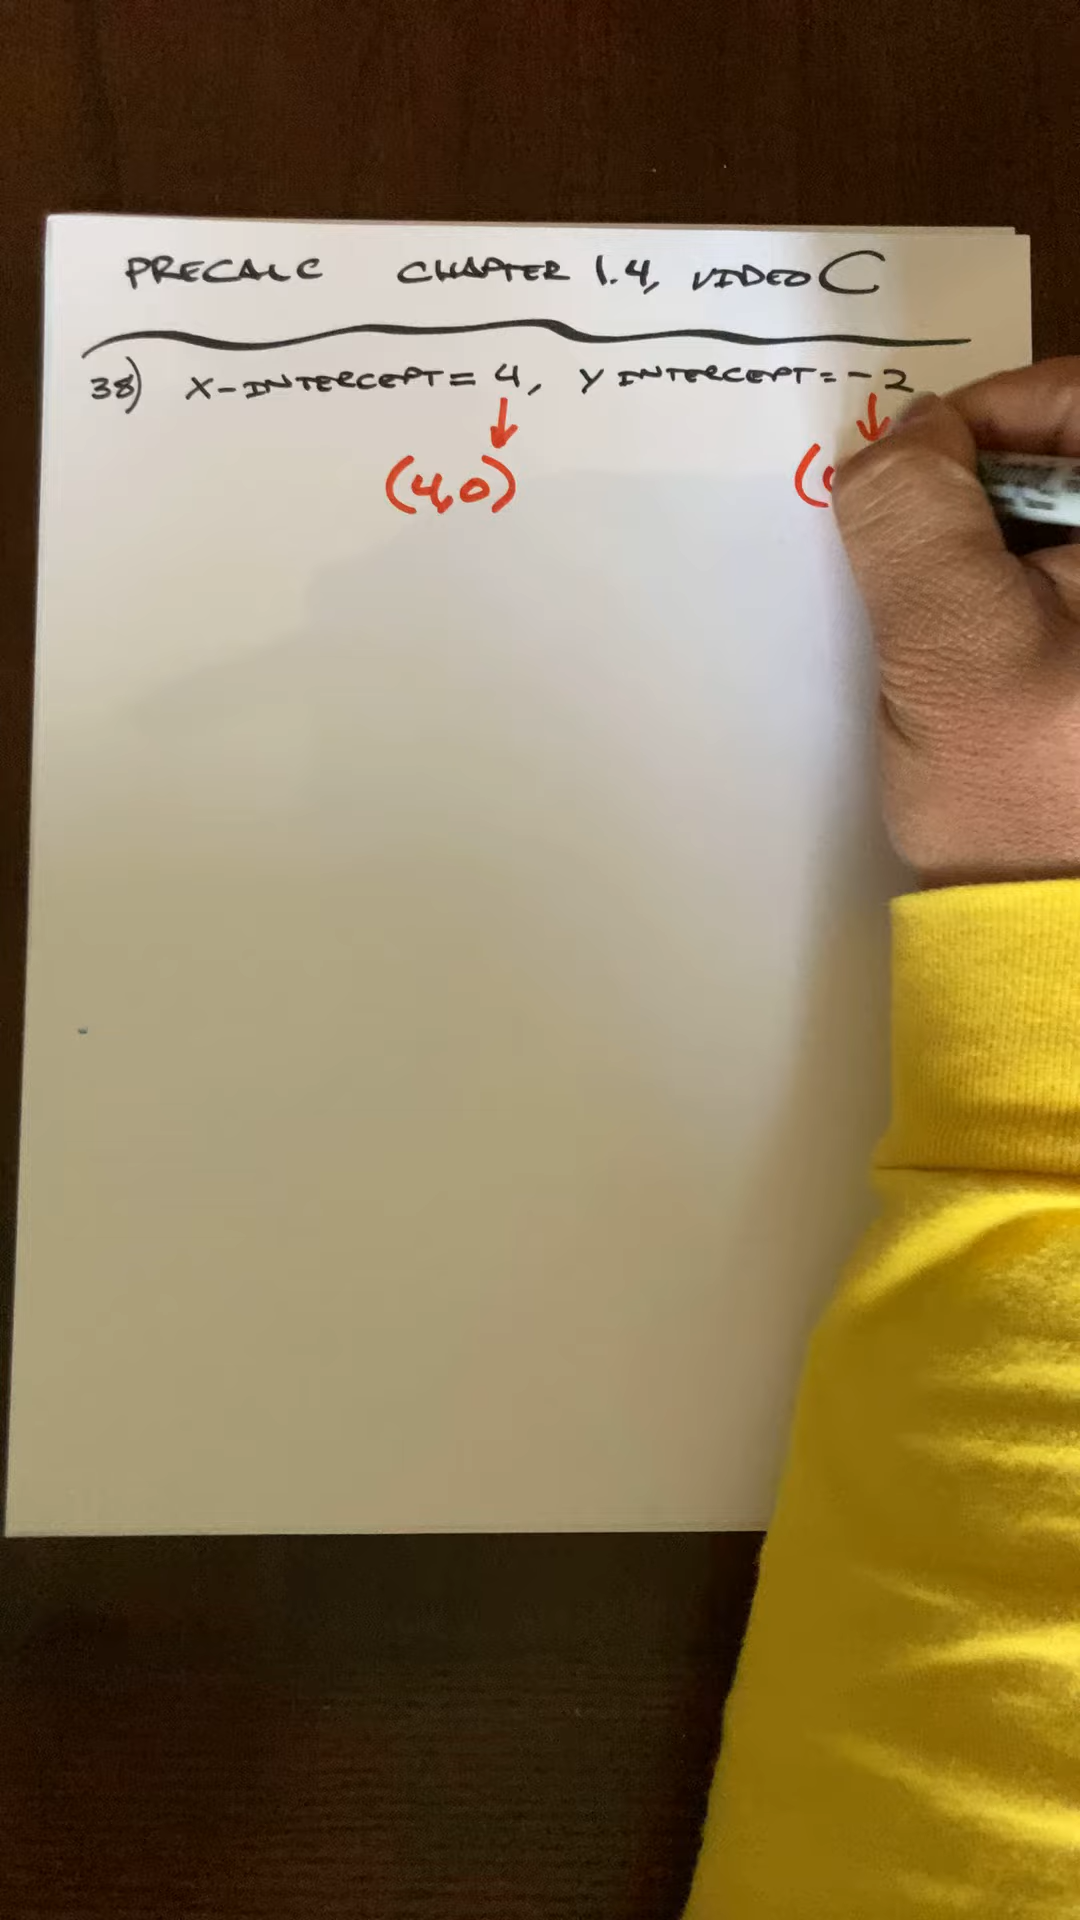 PRECALC CHAPTER 1.4, VIDEO C
38) X-INTERCEPT = 4, Y INTERCEPT = -2
(4,0) (